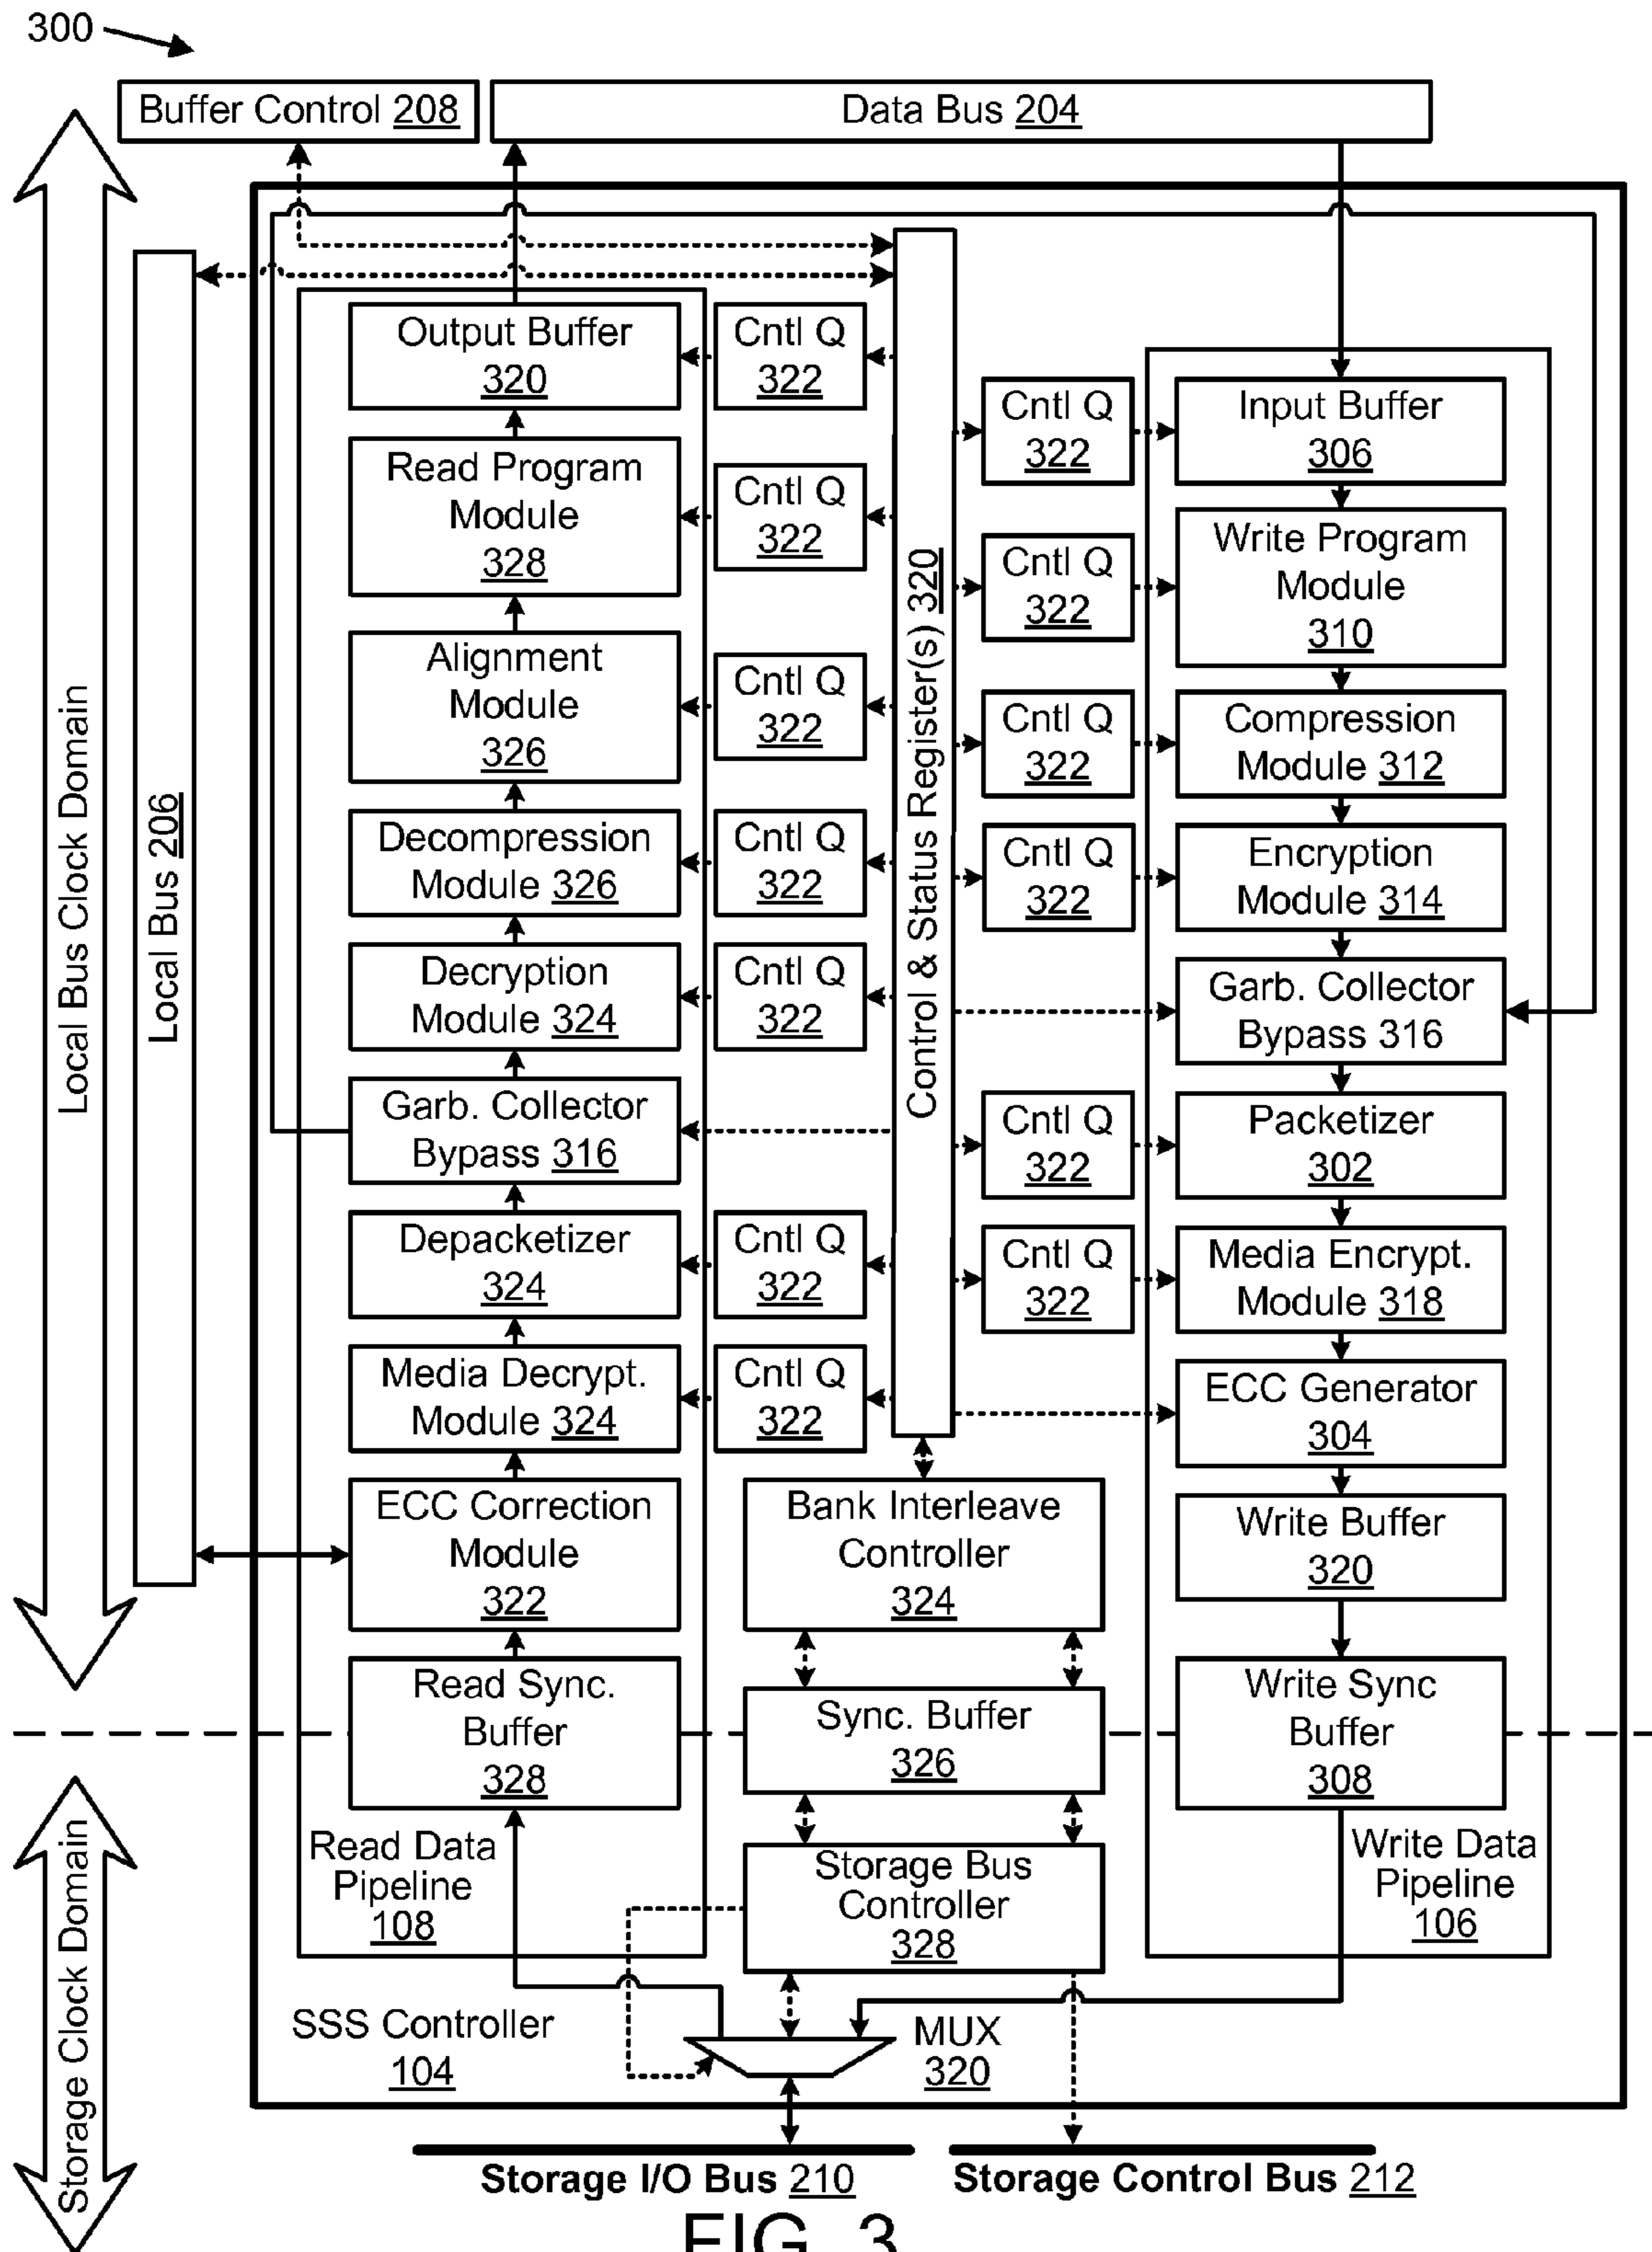 300
Buffer Control 208
Data Bus 204
Local Bus Clock Domain
Local Bus 206
Output Buffer
320
Cntl Q
322
Read Program
Module
328
Cntl Q
322
Alignment
Module
326
Cntl Q
322
Decompression
Module 326
Cntl Q
322
Decryption
Module 324
Cntl Q
322
Garb. Collector
Bypass 316
Depacketizer
324
Cntl Q
322
Media Decrypt.
Module 324
Cntl Q
322
ECC Correction
Module
322
Read Sync.
Buffer
328
Read Data
Pipeline
108
Control & Status Register(s) 320
Bank Interleave
Controller
324
Sync. Buffer
326
Storage Bus
Controller
328
Cntl Q
322
Input Buffer
306
Cntl Q
322
Write Program
Module
310
Cntl Q
322
Compression
Module 312
Cntl Q
322
Encryption
Module 314
Garb. Collector
Bypass 316
Cntl Q
322
Packetizer
302
Cntl Q
322
Media Encrypt.
Module 318
ECC Generator
304
Write Buffer
320
Write Sync
Buffer
308
Write Data
Pipeline
106
Storage Clock Domain
SSS Controller
104
MUX
320
Storage I/O Bus 210
Storage Control Bus 212
FIG. 3